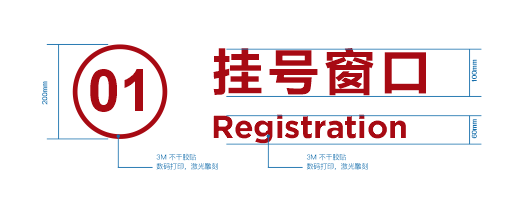 200mm
01
挂号窗口
100mm
Registration
60mm
3M 不干胶贴
数码打印，激光雕刻
3M 不干胶贴
数码打印，激光雕刻